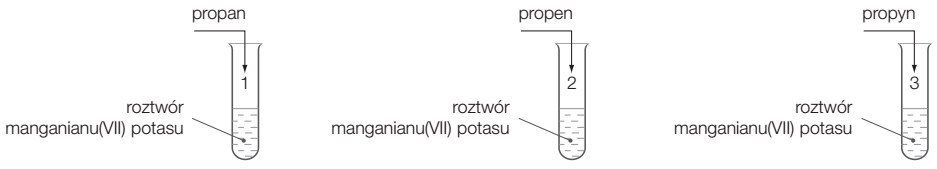 propan
1
roztwór
manganianu(VII) potasu
propen
2
roztwór
manganianu(VII) potasu
propyn
3
roztwór
manganianu(VII) potasu